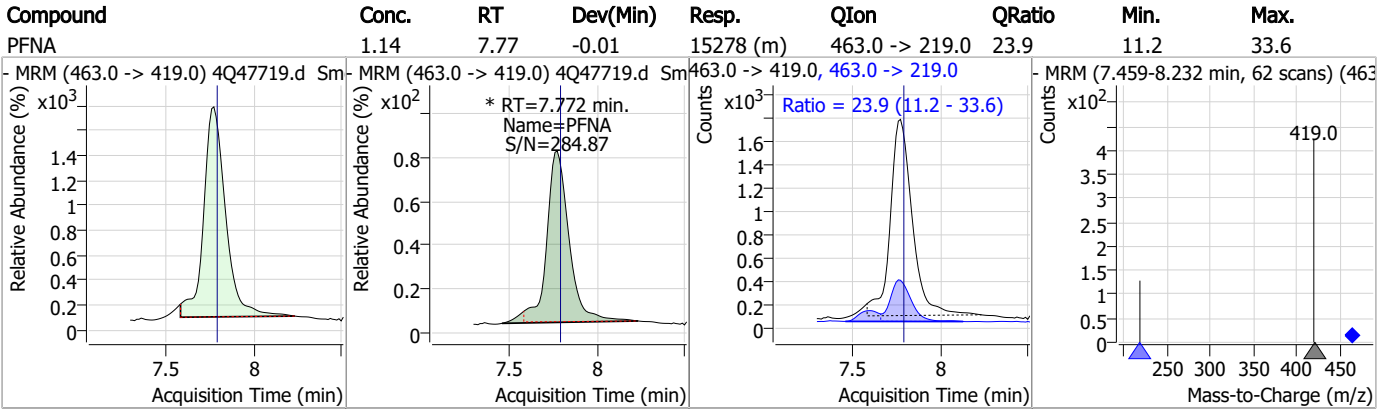 Compound Conc. RT Dev(Min) Resp. QIon QRatio Min. Max.
PFNA 1.14 7.77 -0.01 15278 (m) 463.0 -> 219.0 23.9 11.2 33.6
- MRM (463.0 -> 419.0) 4Q47719.d Sm
Relative Abundance (%)
x10³
1.4
1.2
1
0.8
0.6
0.4
0.2
0
7.5 8
Acquisition Time (min)
- MRM (463.0 -> 419.0) 4Q47719.d Sm
Relative Abundance (%)
x10²
* RT=7.772 min.
Name=PFNA
S/N=284.87
0.8
0.6
0.4
0.2
0
7.5 8
Acquisition Time (min)
463.0 -> 419.0, 463.0 -> 219.0
Counts
x10³
Ratio = 23.9 (11.2 - 33.6)
1.6
1.4
1.2
1
0.8
0.6
0.4
0.2
0
7.5 8
Acquisition Time (min)
- MRM (7.459-8.232 min, 62 scans) (463
Counts
x10²
419.0
4
3.5
3
2.5
2
1.5
1
0.5
0
250 300 350 400 450
Mass-to-Charge (m/z)